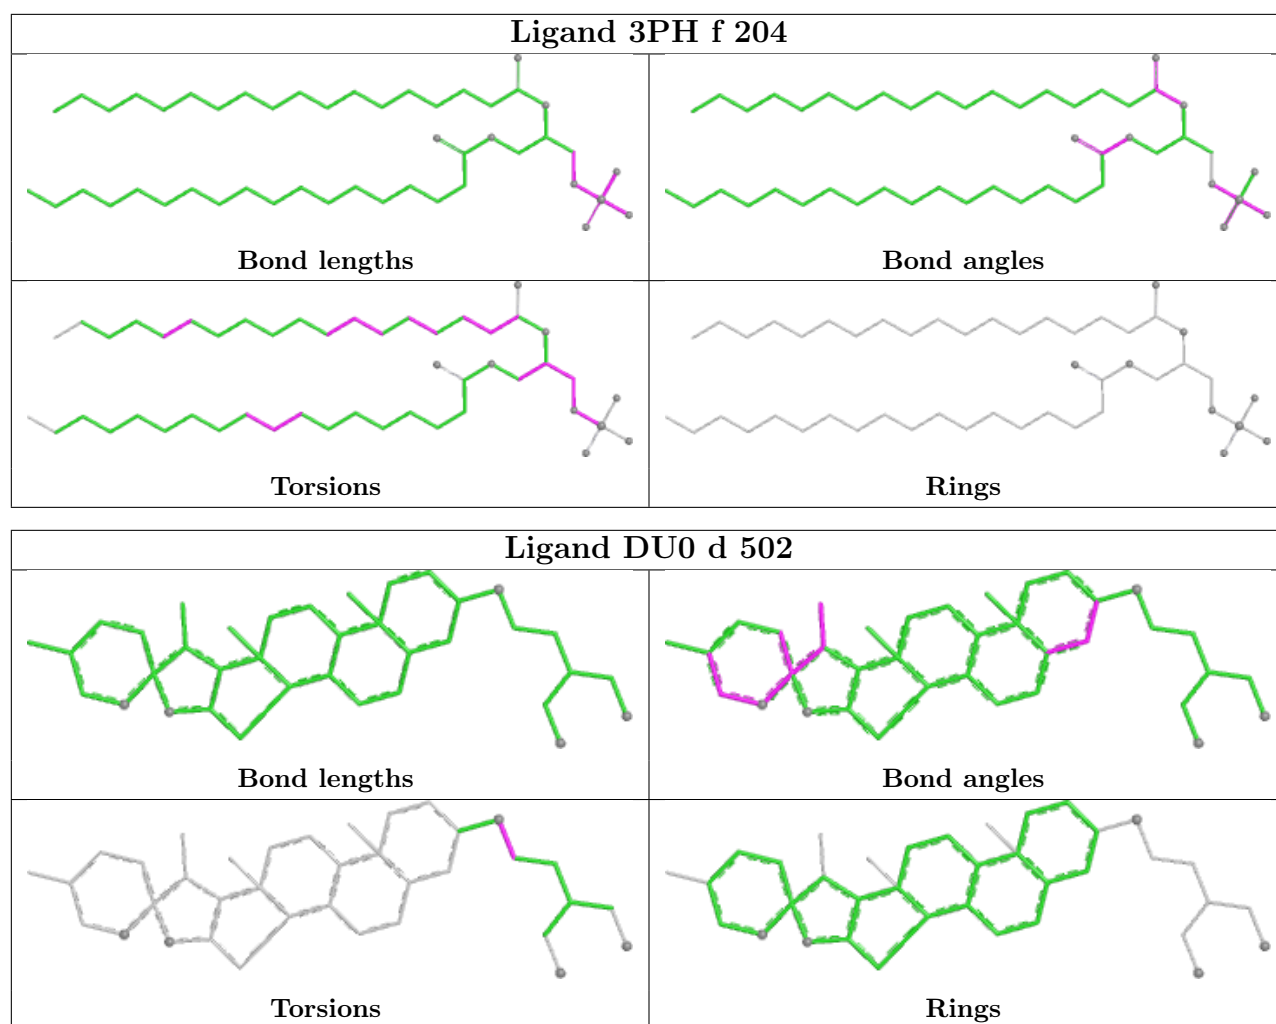 Ligand 3PH f 204
Bond lengths
Bond angles
Torsions
Rings
Ligand DU0 d 502
Bond lengths
Bond angles
Torsions
Rings